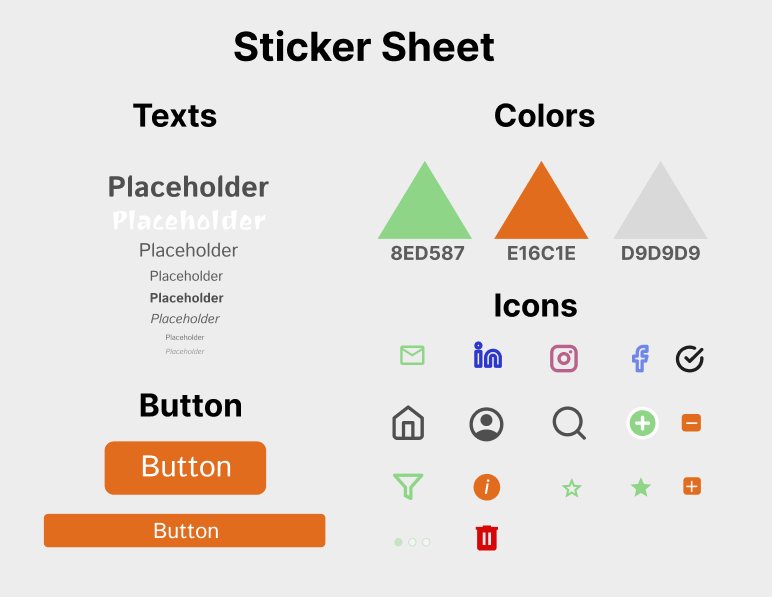 Sticker Sheet
Texts
Placeholder
Placeholder
Placeholder
Placeholder
Placeholder
Placeholder
Placeholder
Placeholder
Button
Button
Button
Colors
8ED587
E16C1E
D9D9D9
Icons
in
i